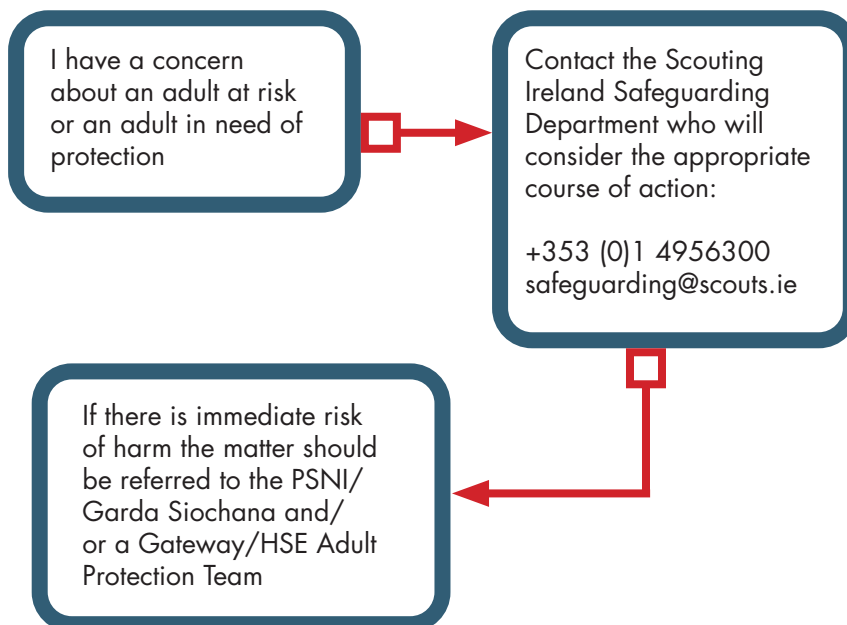 I have a concern
about an adult at risk
or an adult in need of
protection
Contact the Scouting
Ireland Safeguarding
Department who will
consider the appropriate
course of action:
+353 (0)1 4956300
safeguarding@scouts.ie
If there is immediate risk
of harm the matter should
be referred to the PSNI/
Garda Siochana and/
or a Gateway/HSE Adult
Protection Team